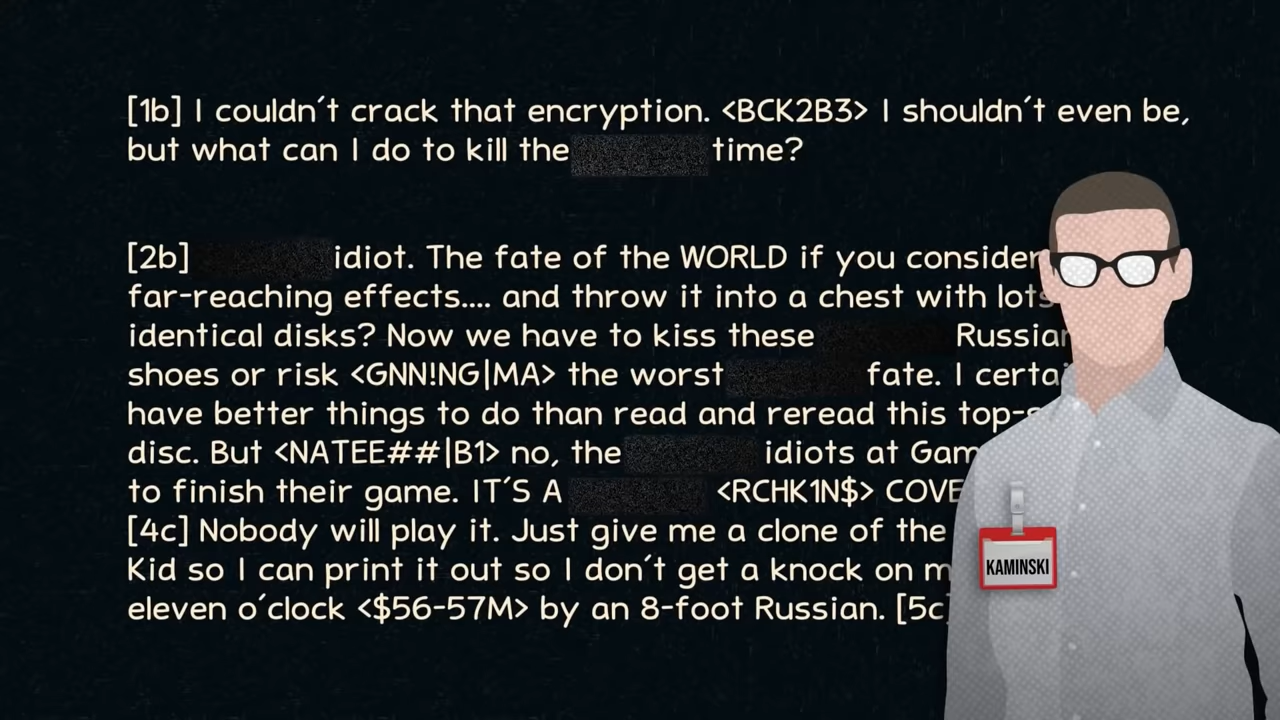 [1b] I couldn´t crack that encryption. <BCK2B3> I shouldn´t even be,
but what can I do to kill the time?
[2b] idiot. The fate of the WORLD if you consider
far-reaching effects.... and throw it into a chest with lots
identical disks? Now we have to kiss these Russian
shoes or risk <GNN!NG|MA> the worst fate. I
have better things to do than read and reread this
disc. But <NATEE##|B1> no, the idiots at
to finish their game. IT´S A <RCHK1N$>
[4c] Nobody will play it. Just give me a clone of the
Kid so I can print it out so I don´t get a knock on
eleven o´clock <$56-57M> by an 8-foot Russian. [5c]
KAMINSKI